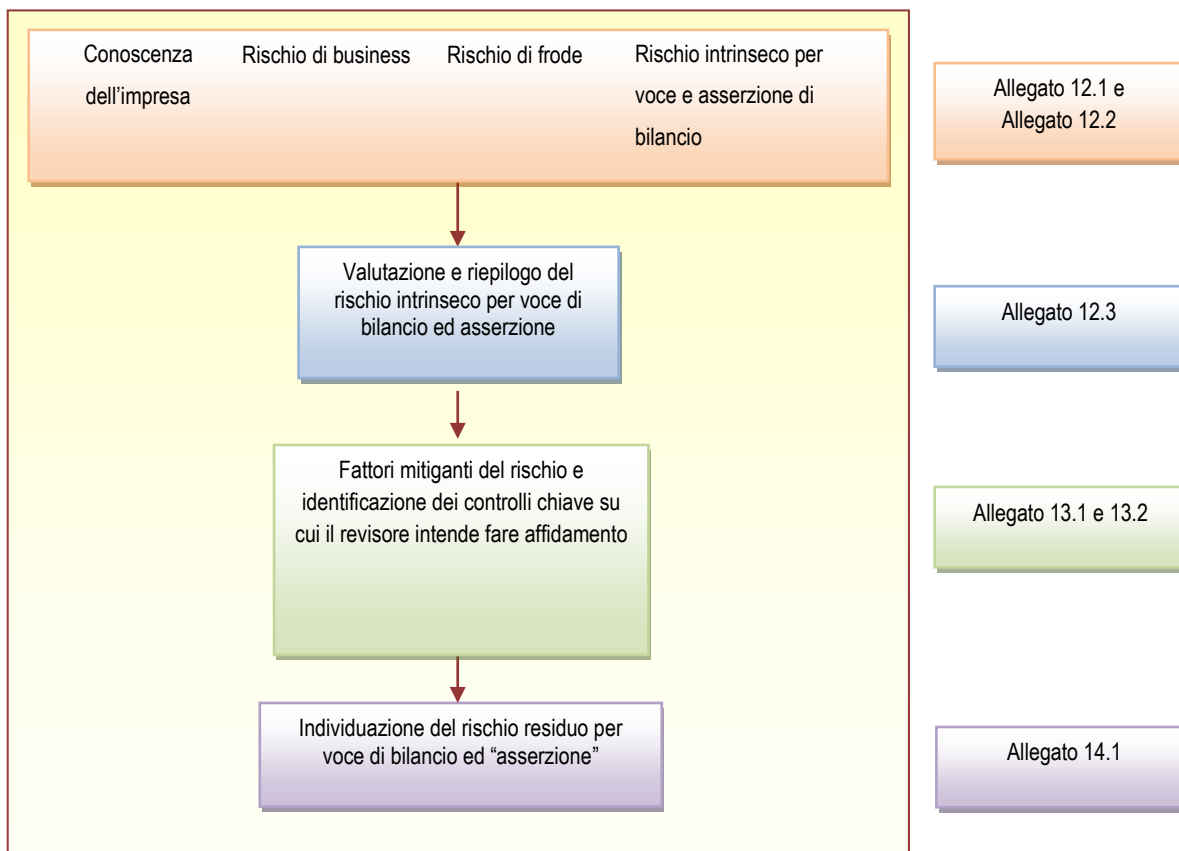 Conoscenza
dell’impresa
Rischio di business
Rischio di frode
Rischio intrinseco per
voce e asserzione di
bilancio
Allegato 12.1 e
Allegato 12.2
Valutazione e riepilogo del
rischio intrinseco per voce di
bilancio ed asserzione
Allegato 12.3
Fattori mitiganti del rischio e
identificazione dei controlli chiave su
cui il revisore intende fare affidamento
Allegato 13.1 e 13.2
Individuazione del rischio residuo per
voce di bilancio ed “asserzione”
Allegato 14.1